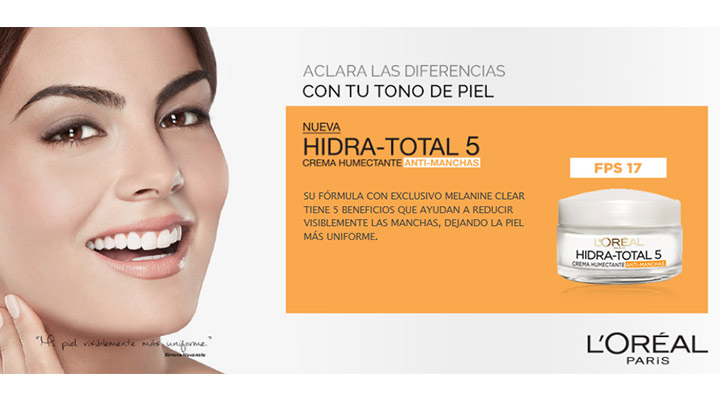 ACLARA LAS DIFERENCIAS
CON TU TONO DE PIEL
NUEVA
HIDRA-TOTAL 5
CREMA HUMECTANTE ANTI-MANCHAS
SU FÓRMULA CON EXCLUSIVO MELANINE CLEAR
TIENE 5 BENEFICIOS QUE AYUDAN A REDUCIR
VISIBLEMENTE LAS MANCHAS, DEJANDO LA PIEL
MÁS UNIFORME.
FPS 17
L'ORÉAL
PARIS
HIDRA-TOTAL 5
CREMA HUMECTANTE ANTI-MANCHAS
"Mi piel visiblemente más uniforme."
L'ORÉAL
PARIS